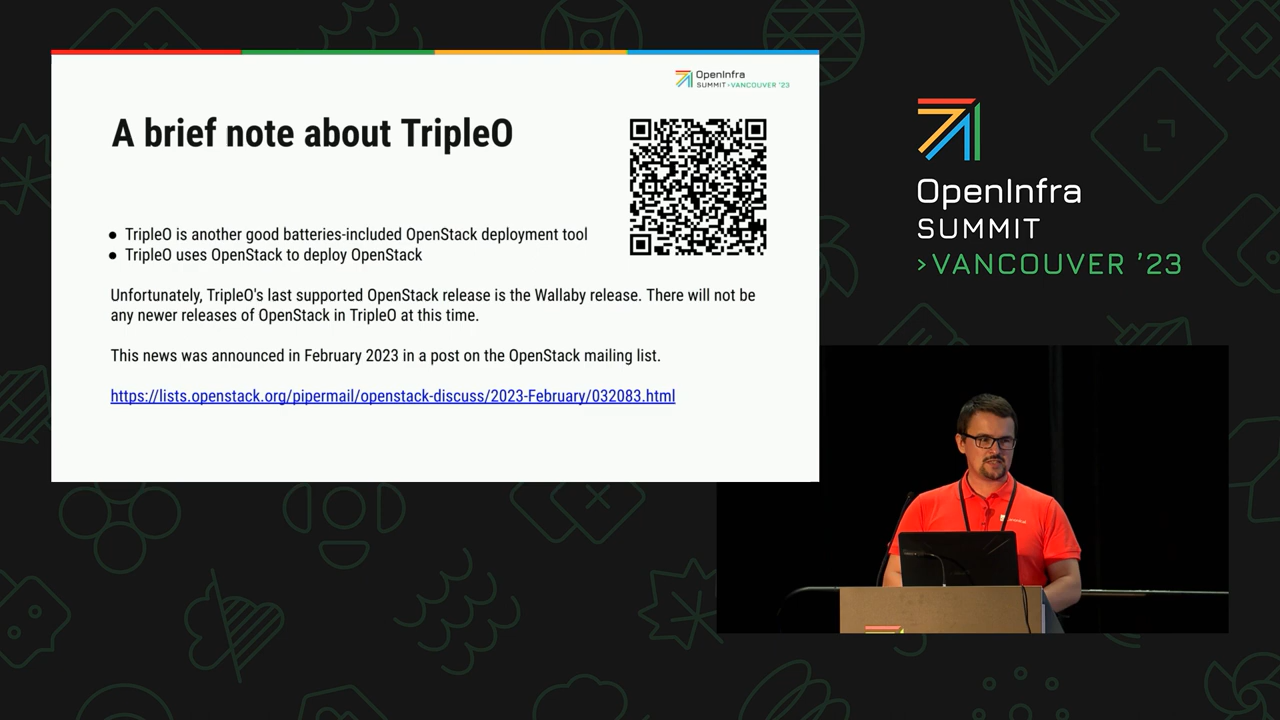 OpenInfra
SUMMIT >VANCOUVER '23
A brief note about TripleO
● TripleO is another good batteries-included OpenStack deployment tool
● TripleO uses OpenStack to deploy OpenStack
Unfortunately, TripleO's last supported OpenStack release is the Wallaby release. There will not be
any newer releases of OpenStack in TripleO at this time.
This news was announced in February 2023 in a post on the OpenStack mailing list.
https://lists.openstack.org/pipermail/openstack-discuss/2023-February/032083.html
OpenInfra
SUMMIT
>VANCOUVER '23